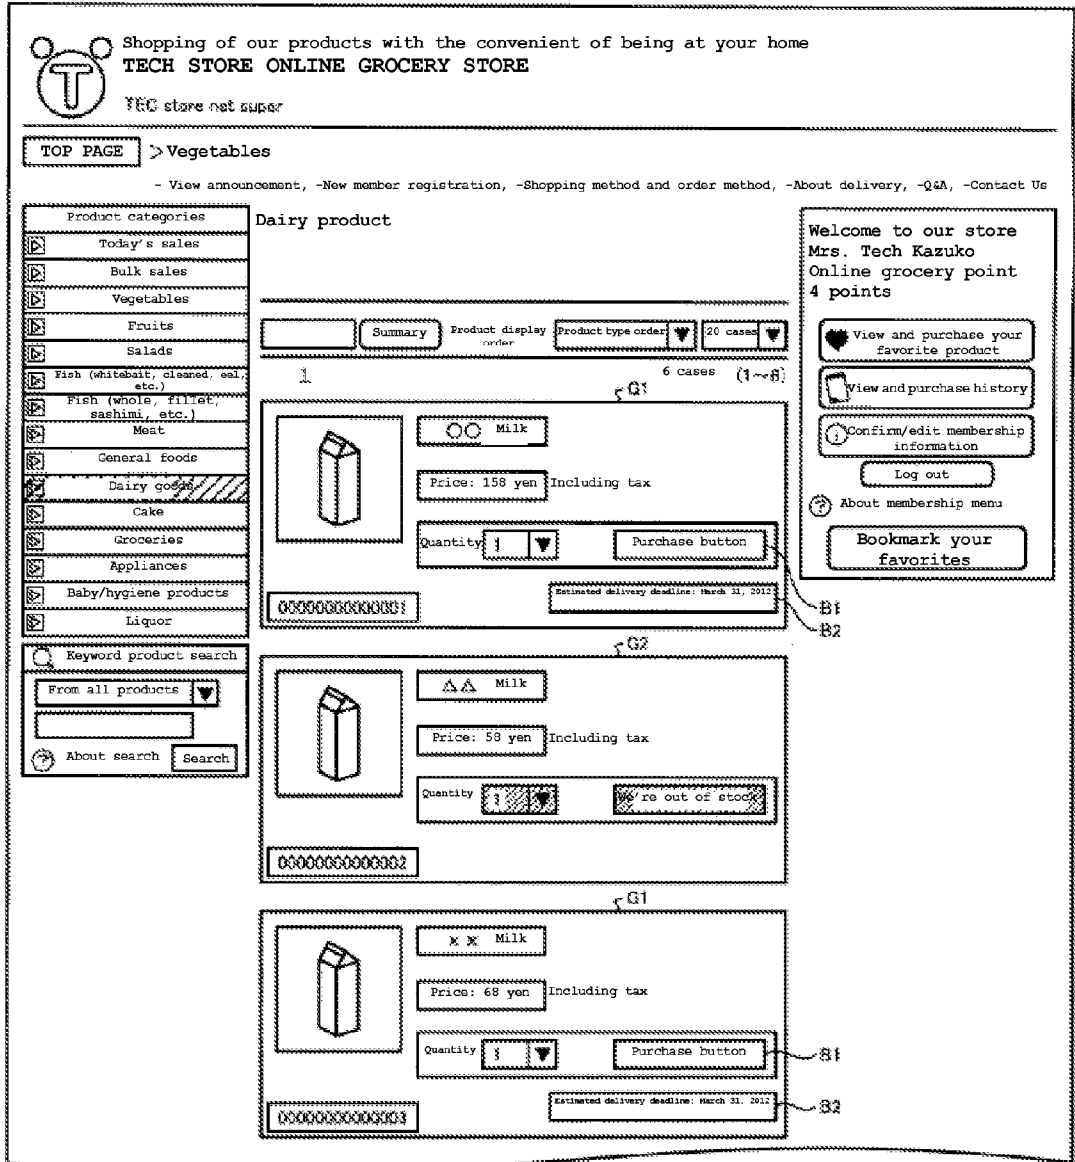 Shopping of our products with the convenient of being at your home
TECH STORE ONLINE GROCERY STORE
TEC store net super
TOP PAGE >Vegetables
- View announcement, -New member registration, -Shopping method and order method, -About delivery, -Q&A, -Contact Us
Product categories
Today's sales
Bulk sales
Vegetables
Fruits
Salads
Fish (whitebait, cleaned, eel,
etc.)
Fish (whole, fillet,
sashimi, etc.)
Meat
General foods
Dairy goods
Cake
Groceries
Appliances
Baby/hygiene products
Liquor
Keyword product search
From all products
About search Search
Dairy product
Summary Product display
order Product type order 20 cases
1 6 cases (1~6)
G1
○○ Milk
Price: 158 yen Including tax
Quantity 1 Purchase button
B1
Estimated delivery deadline: March 31, 2012
B2
00000000000001
G2
△△ Milk
Price: 58 yen Including tax
Quantity 1 We're out of stock
00000000000002
G1
×× Milk
Price: 68 yen Including tax
Quantity 1 Purchase button
B1
Estimated delivery deadline: March 31, 2012
B2
00000000000003
Welcome to our store
Mrs. Tech Kazuko
Online grocery point
4 points
View and purchase your
favorite product
View and purchase history
Confirm/edit membership
information
Log out
About membership menu
Bookmark your
favorites